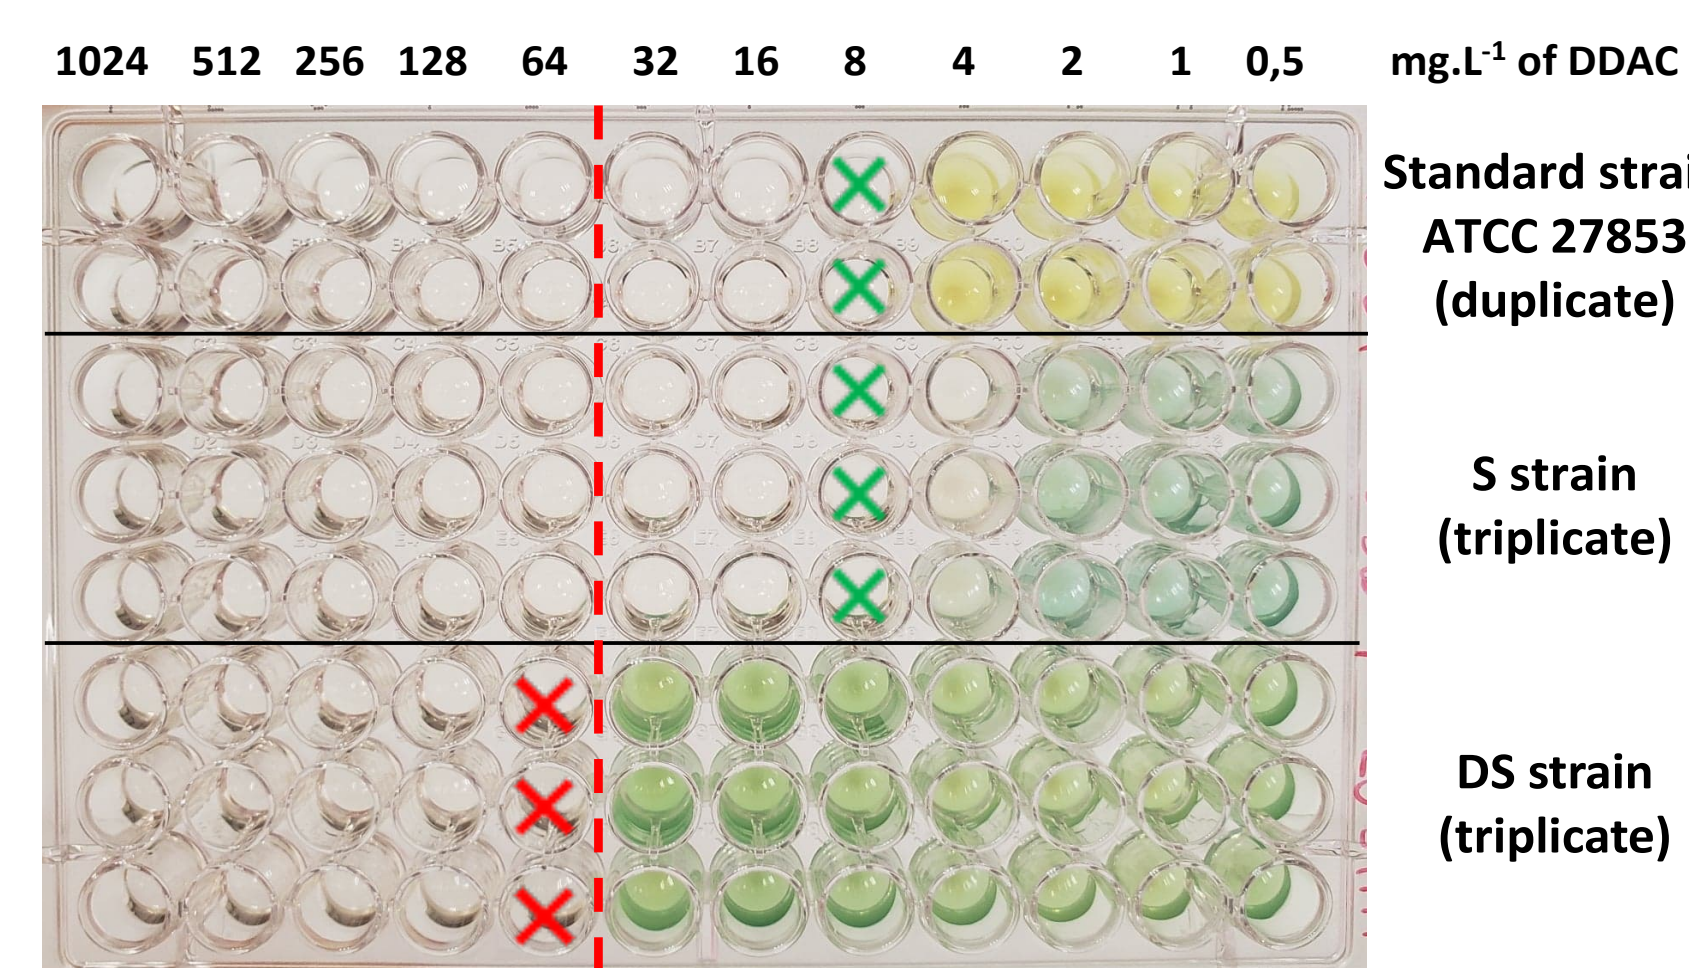 1024 512 256 128 64 32 16 8 4 2 1 0,5 mg.L-1 of DDAC
Standard strai
ATCC 27853
(duplicate)
S strain
(triplicate)
DS strain
(triplicate)